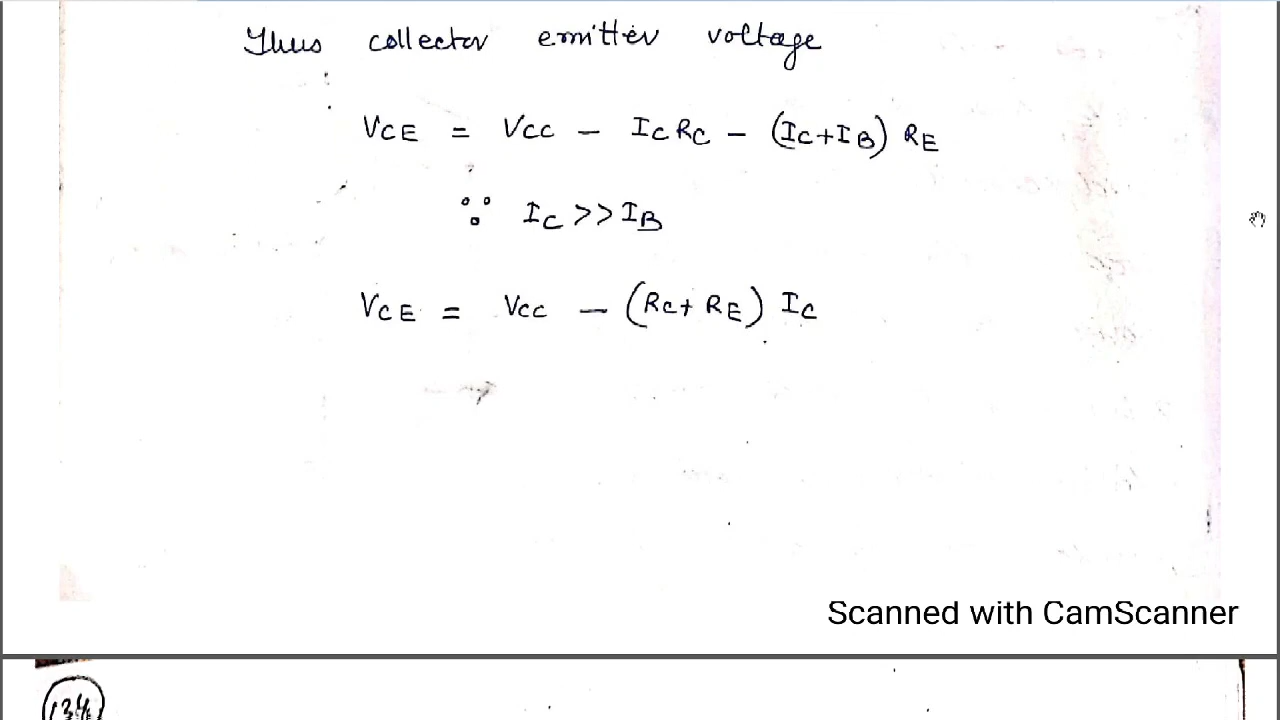 Thus collector emitter voltage
VCE = VCC - ICRC - (IC+IB) RE
∵ IC >> IB
VCE = VCC - (RC + RE) IC
Scanned with CamScanner